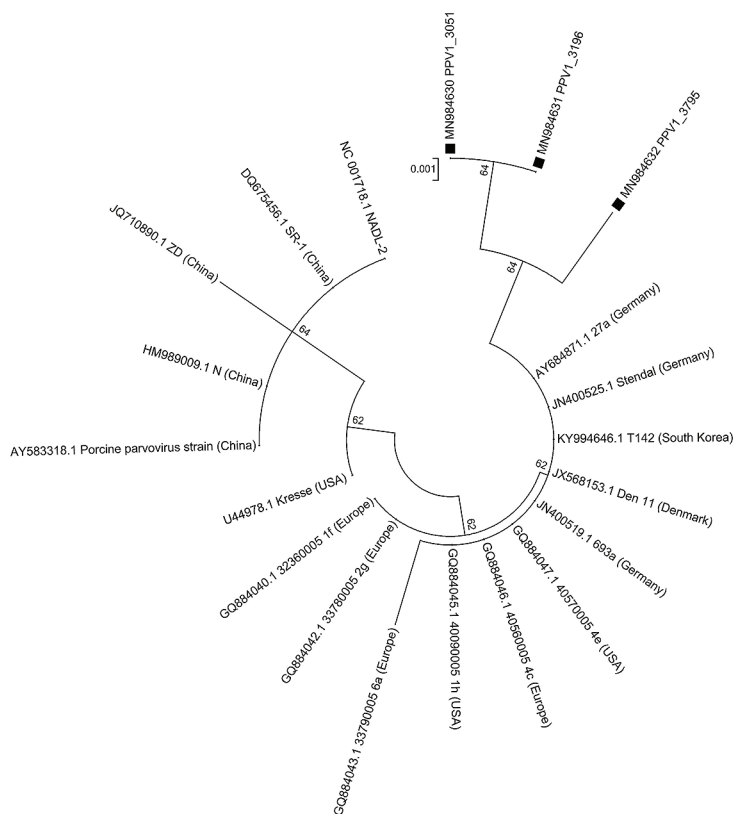 MN984630 PPV1_3051
MN984631 PPV1_3196
MN984632 PPV1_3795
0.001
64
64
AY684871.1 27a (Germany)
JN400525.1 Stendal (Germany)
KY994646.1 T142 (South Korea)
62
JX568153.1 Den 11 (Denmark)
JN400519.1 693a (Germany)
GQ884047.1 40570005 4e (USA)
GQ884046.1 40560005 4c (Europe)
GQ884045.1 40090005 1h (USA)
GQ884043.1 33790005 6a (Europe)
GQ884042.1 33780005 2g (Europe)
GQ884040.1 32360005 1f (Europe)
62
U44978.1 Kresse (USA)
62
AY583318.1 Porcine parvovirus strain (China)
HM989009.1 N (China)
64
JQ710890.1 ZD (China)
DQ675456.1 SR-1 (China)
NC 001718.1 NADL-2